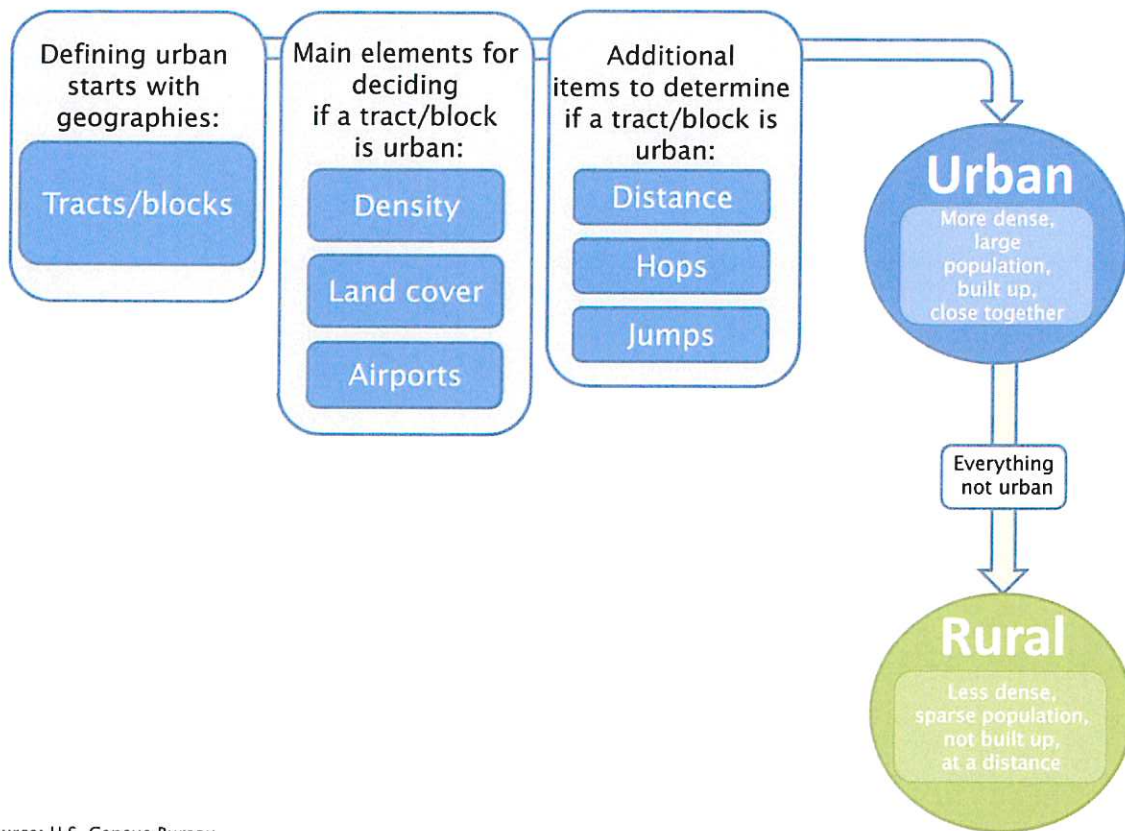 Defining urban
starts with
geographies:
Tracts/blocks
Main elements for
deciding
if a tract/block
is urban:
Density
Land cover
Airports
Additional
items to determine
if a tract/block is
urban:
Distance
Hops
Jumps
Urban
More dense,
large
population,
built up,
close together
Everything
not urban
Rural
Less dense,
sparse population,
not built up,
at a distance
U.S. Census Bureau